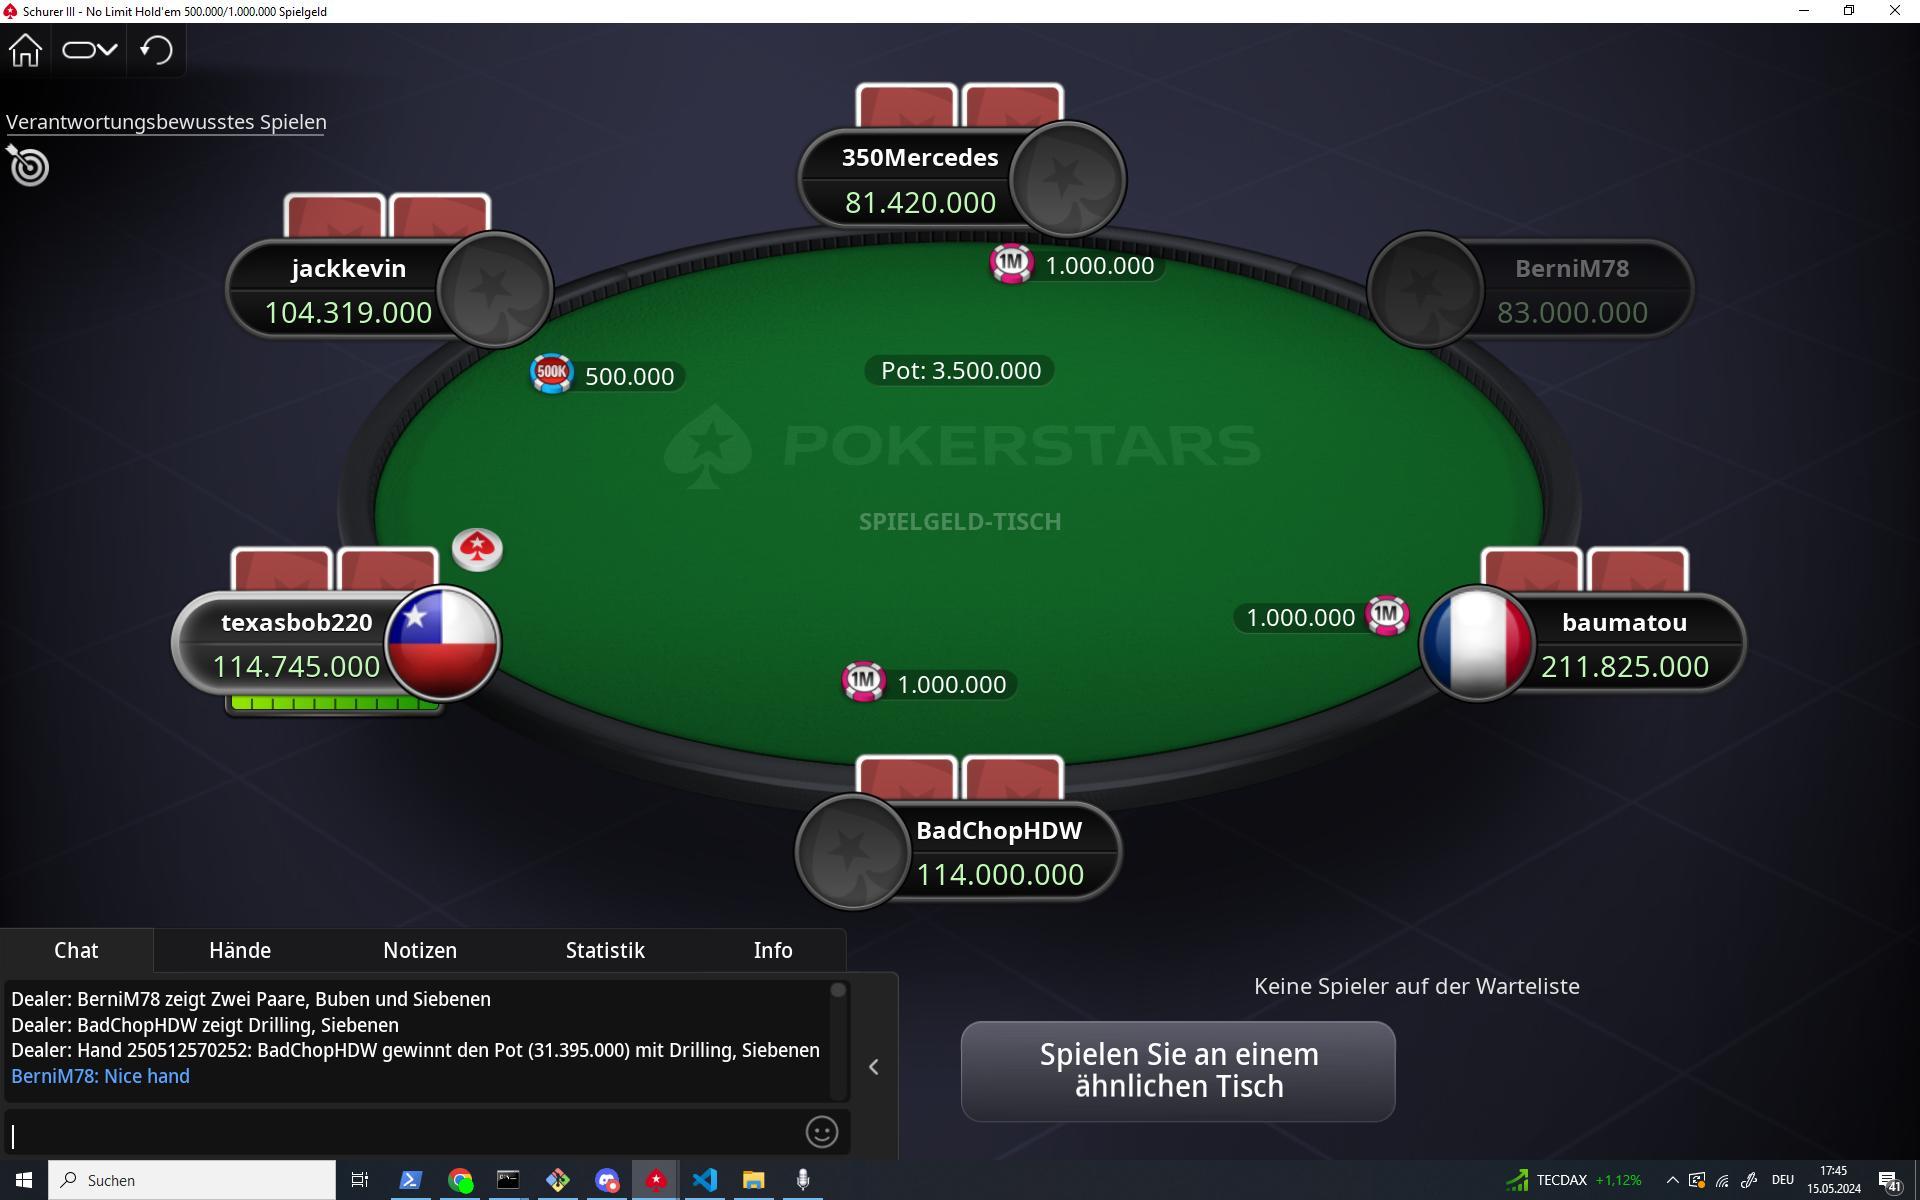 Schurer III - No Limit Hold'em 500.000/1.000.000 Spielgeld
Verantwortungsbewusstes Spielen
350Mercedes
81.420.000
jackkevin
104.319.000
BerniM78
83.000.000
1M 1.000.000
500K 500.000
Pot: 3.500.000
POKERSTARS
SPIELGELD-TISCH
texasbob220
114.745.000
1.000.000 1M
baumatou
211.825.000
1M 1.000.000
BadChopHDW
114.000.000
Chat Hände Notizen Statistik Info
Dealer: BerniM78 zeigt Zwei Paare, Buben und Siebenen
Dealer: BadChopHDW zeigt Drilling, Siebenen
Dealer: Hand 250512570252: BadChopHDW gewinnt den Pot (31.395.000) mit Drilling, Siebenen
BerniM78: Nice hand
Keine Spieler auf der Warteliste
Spielen Sie an einem
ähnlichen Tisch
Suchen
TECDAX +1,12%
DEU
17:45
15.05.2024
41